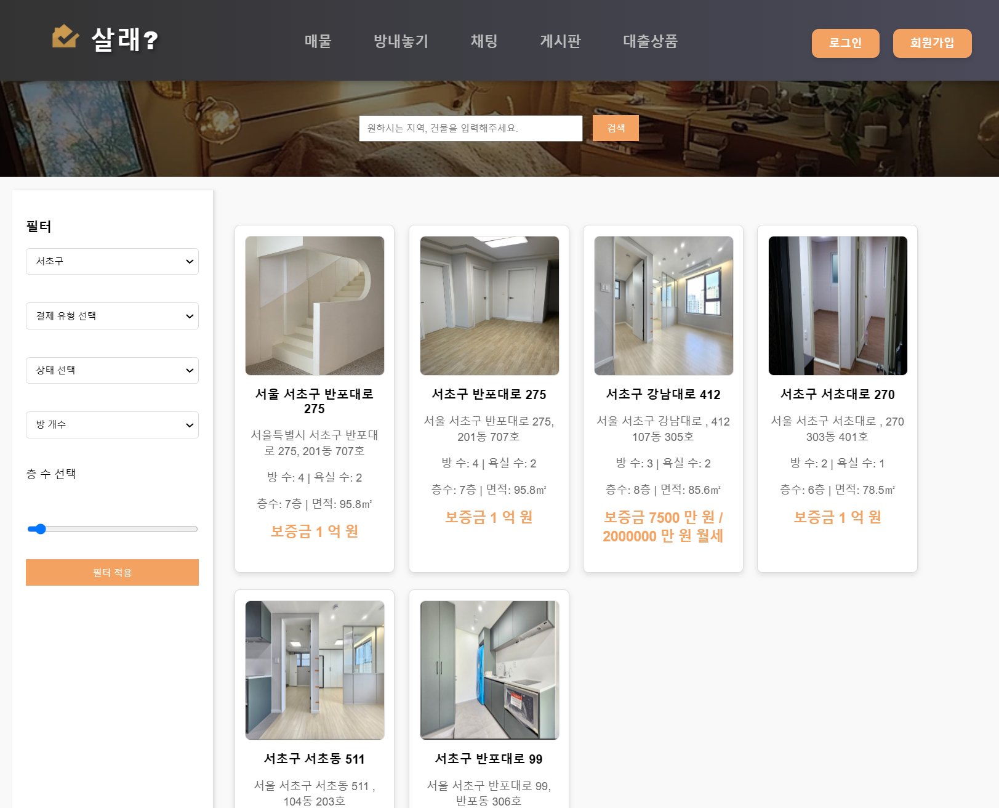 살래?
매물
방내놓기
채팅
게시판
대출상품
로그인
회원가입
원하시는 지역, 건물을 입력해주세요.
검색
필터
서초구
결제 유형 선택
상태 선택
방 개수
층 수 선택
필터 적용
서울 서초구 반포대로
275
서울특별시 서초구 반포대
로 275, 201동 707호
방 수: 4 | 욕실 수: 2
층수: 7층 | 면적: 95.8㎡
보증금 1 억 원
서초구 반포대로 275
서울 서초구 반포대로 275,
201동 707호
방 수: 4 | 욕실 수: 2
층수: 7층 | 면적: 95.8㎡
보증금 1 억 원
서초구 강남대로 412
서울 서초구 강남대로 , 412
107동 305호
방 수: 3 | 욕실 수: 2
층수: 8층 | 면적: 85.6㎡
보증금 7500 만 원 /
2000000 만 원 월세
서초구 서초대로 270
서울 서초구 서초대로 , 270
303동 401호
방 수: 2 | 욕실 수: 1
층수: 6층 | 면적: 78.5㎡
보증금 1 억 원
서초구 서초동 511
서울 서초구 서초동 511 ,
104동 203호
서초구 반포대로 99
서울 서초구 반포대로 99,
반포동 306호